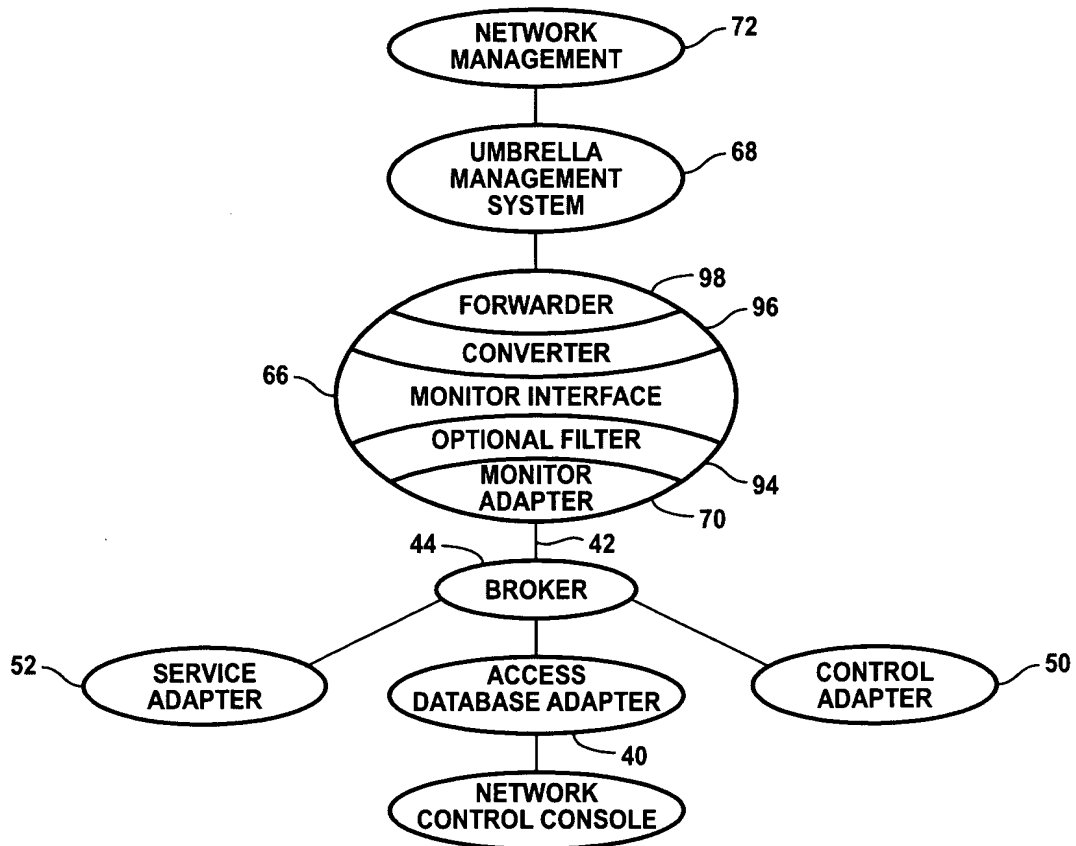 NETWORK
MANAGEMENT
72
UMBRELLA
MANAGEMENT
SYSTEM
68
98
FORWARDER
96
CONVERTER
66
MONITOR INTERFACE
OPTIONAL FILTER
94
MONITOR
ADAPTER
70
42
44
BROKER
52
SERVICE
ADAPTER
ACCESS
DATABASE ADAPTER
40
CONTROL
ADAPTER
50
NETWORK
CONTROL CONSOLE